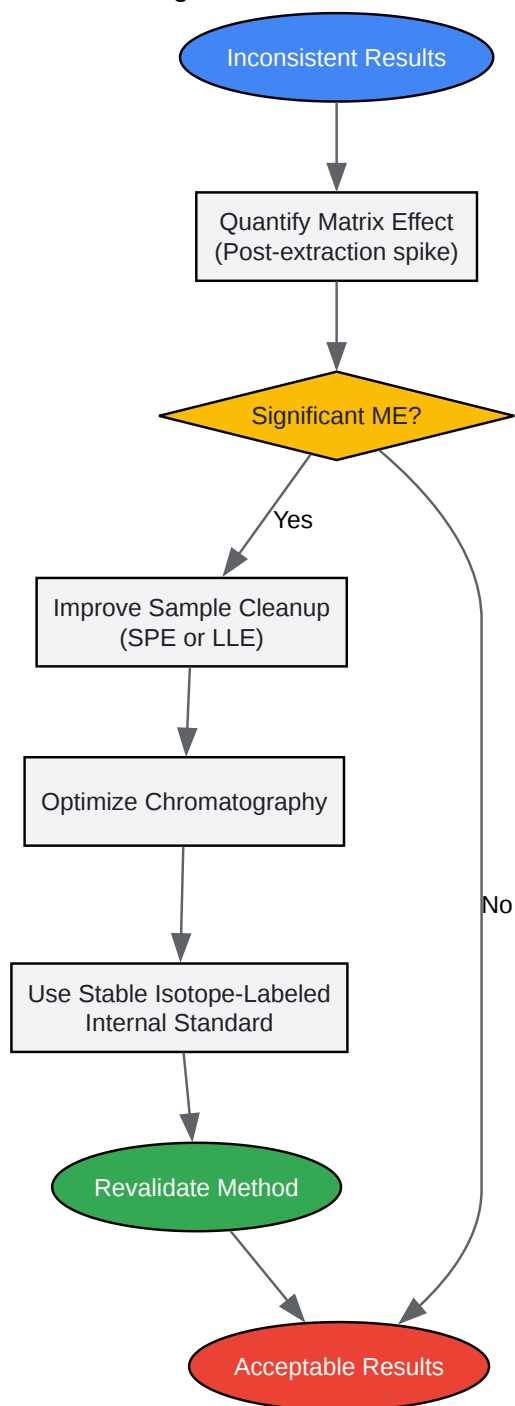 Inconsistent Results
Quantify Matrix Effect
(Post-extraction spike)
Significant ME?
Yes
Improve Sample Cleanup
(SPE or LLE)
Optimize Chromatography
No
Use Stable Isotope-Labeled
Internal Standard
Revalidate Method
Acceptable Results